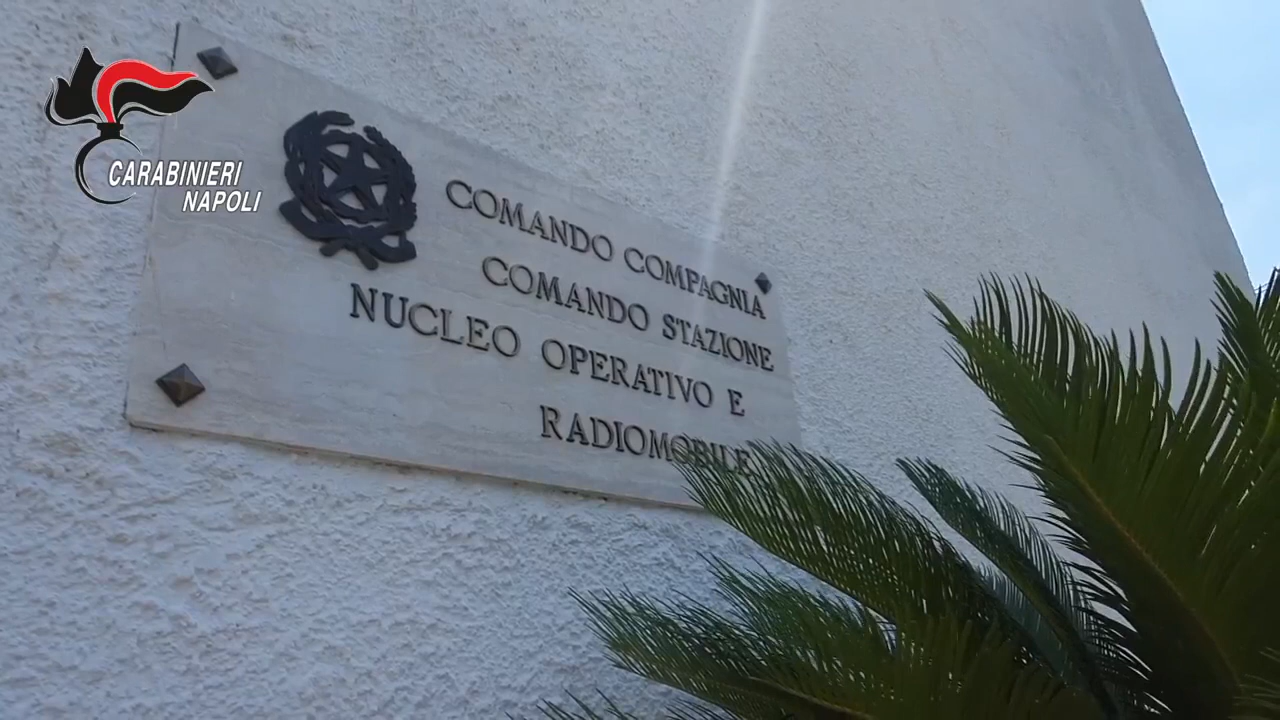 CARABINIERI
NAPOLI
COMANDO COMPAGNIA
COMANDO STAZIONE
NUCLEO OPERATIVO E
RADIOMOBILE